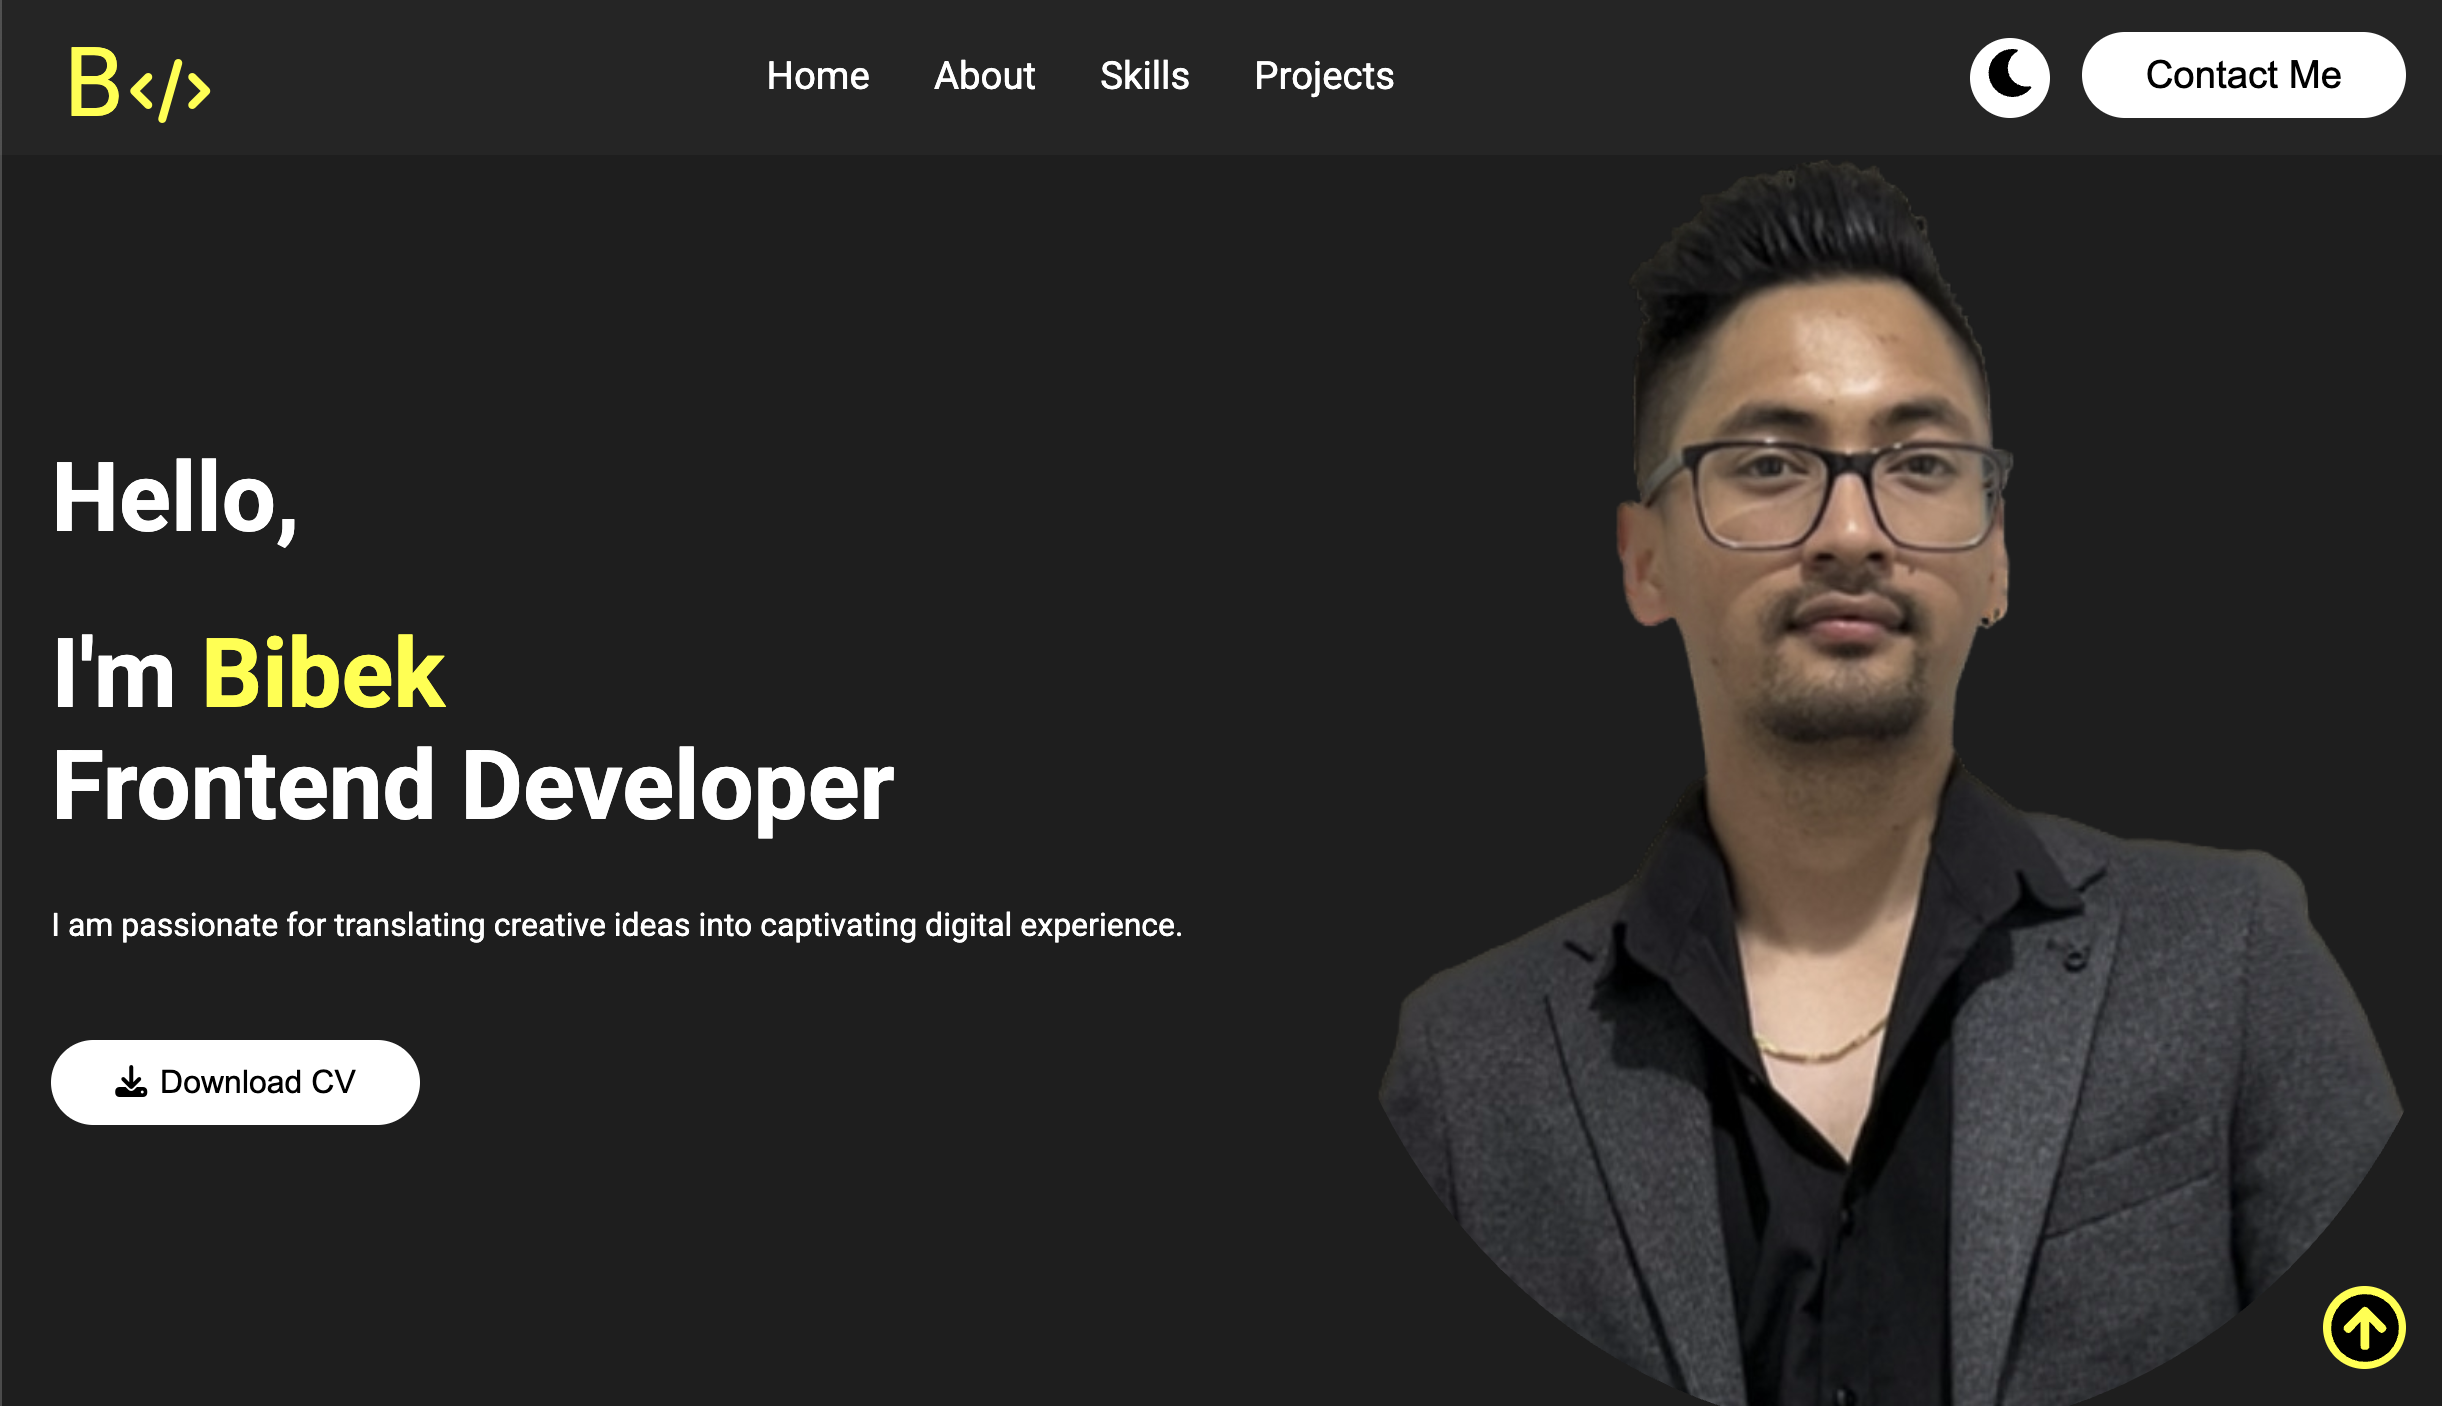 B</>
Home About Skills Projects
Contact Me
Hello,
I'm Bibek
Frontend Developer
I am passionate for translating creative ideas into captivating digital experience.
Download CV